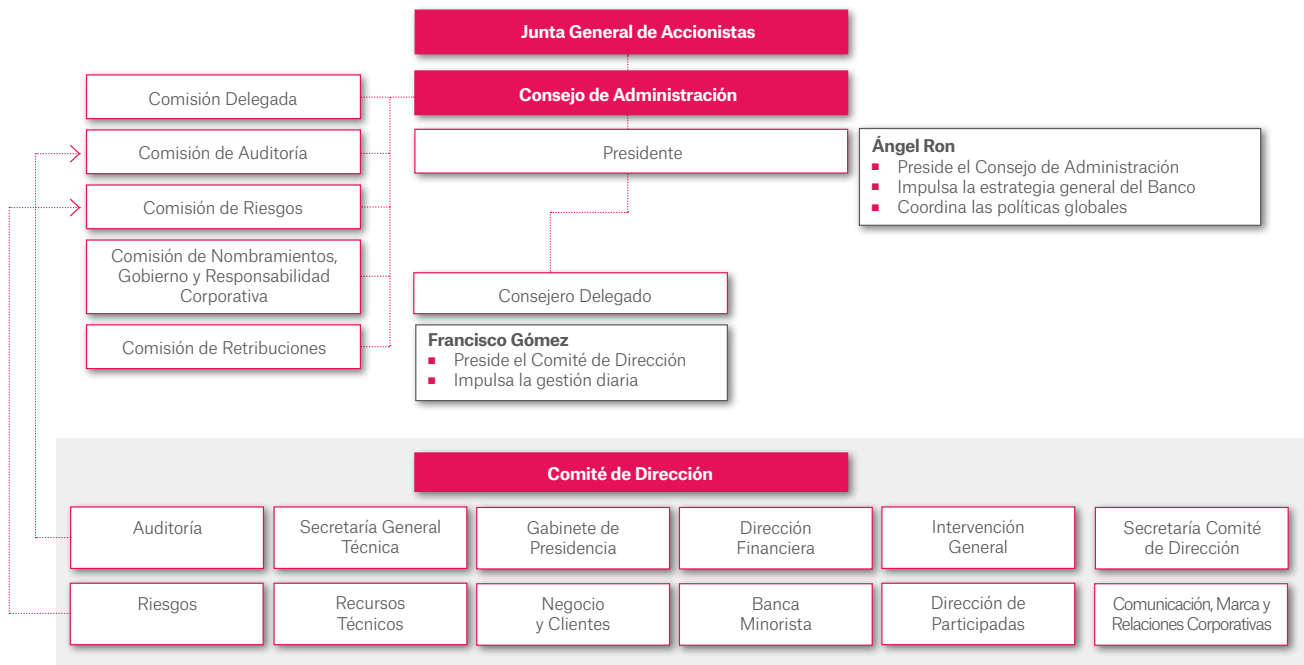 Junta General de Accionistas
Comisión Delegada
Consejo de Administración
Comisión de Auditoría
Presidente
Ángel Ron
Preside el Consejo de Administración
Impulsa la estrategia general del Banco
Coordina las políticas globales
Comisión de Riesgos
Comisión de Nombramientos,
Gobierno y Responsabilidad
Corporativa
Consejero Delegado
Comisión de Retribuciones
Francisco Gómez
Preside el Comité de Dirección
Impulsa la gestión diaria
Comité de Dirección
Auditoría
Secretaría General
Técnica
Gabinete de
Presidencia
Dirección
Financiera
Intervención
General
Secretaría Comité
de Dirección
Riesgos
Recursos
Técnicos
Negocio
y Clientes
Banca
Minorista
Dirección de
Participadas
Comunicación, Marca y
Relaciones Corporativas